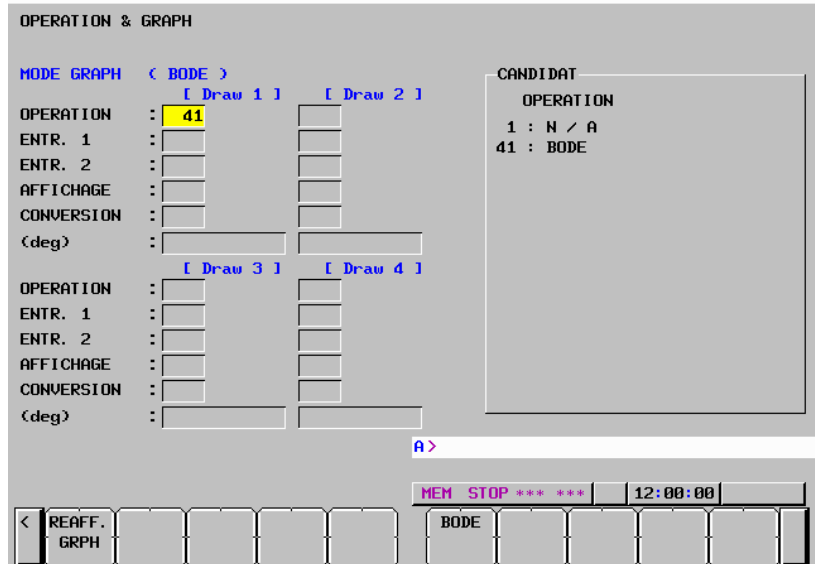 OPERATION & GRAPH
MODE GRAPH ( BODE )
[ Draw 1 ] [ Draw 2 ]
OPERATION : 41
ENTR. 1 :
ENTR. 2 :
AFFICHAGE :
CONVERSION :
(deg) :
[ Draw 3 ] [ Draw 4 ]
OPERATION :
ENTR. 1 :
ENTR. 2 :
AFFICHAGE :
CONVERSION :
(deg) :
CANDIDAT
OPERATION
1 : N / A
41 : BODE
A>
MEM STOP *** *** 12:00:00
< REAFF. GRPH BODE